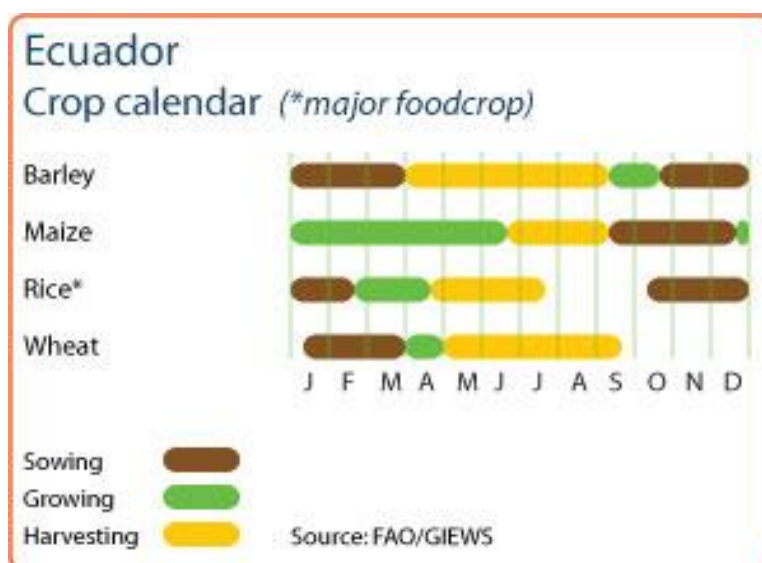 Ecuador
Crop calendar (*major foodcrop)
Barley
Maize
Rice*
Wheat
J F M A M J J A S O N D
Sowing
Growing
Harvesting
Source: FAO/GIEWS